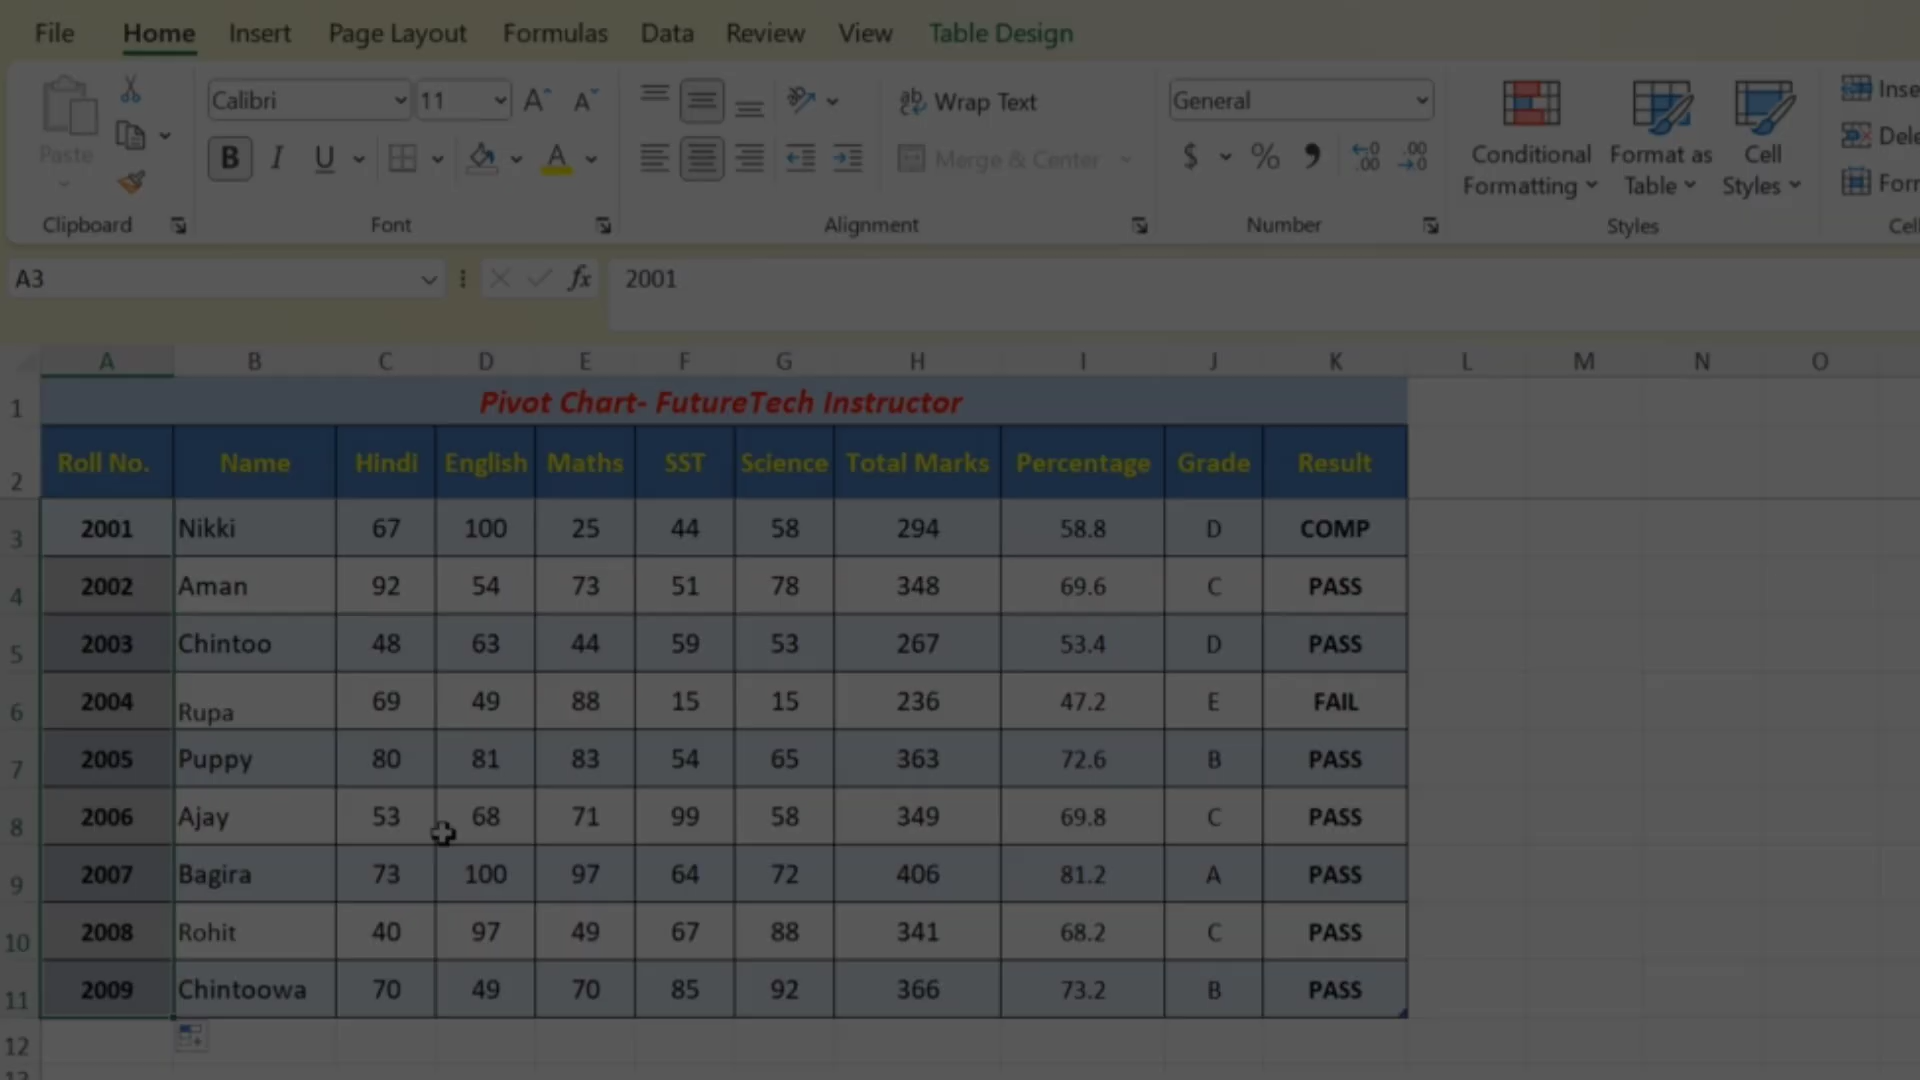 File Home Insert Page Layout Formulas Data Review View Table Design
Calibri 11 Wrap Text General
Paste Merge & Center $ % Conditional Formatting Format as Table Cell Styles
Clipboard Font Alignment Number Styles
A3 fx 2001
A B C D E F G H I J K L M N O
1 Pivot Chart- FutureTech Instructor
2 Roll No. Name Hindi English Maths SST Science Total Marks Percentage Grade Result
3 2001 Nikki 67 100 25 44 58 294 58.8 D COMP
4 2002 Aman 92 54 73 51 78 348 69.6 C PASS
5 2003 Chintoo 48 63 44 59 53 267 53.4 D PASS
6 2004 Rupa 69 49 88 15 15 236 47.2 E FAIL
7 2005 Puppy 80 81 83 54 65 363 72.6 B PASS
8 2006 Ajay 53 68 71 99 58 349 69.8 C PASS
9 2007 Bagira 73 100 97 64 72 406 81.2 A PASS
10 2008 Rohit 40 97 49 67 88 341 68.2 C PASS
11 2009 Chintoowa 70 49 70 85 92 366 73.2 B PASS
12